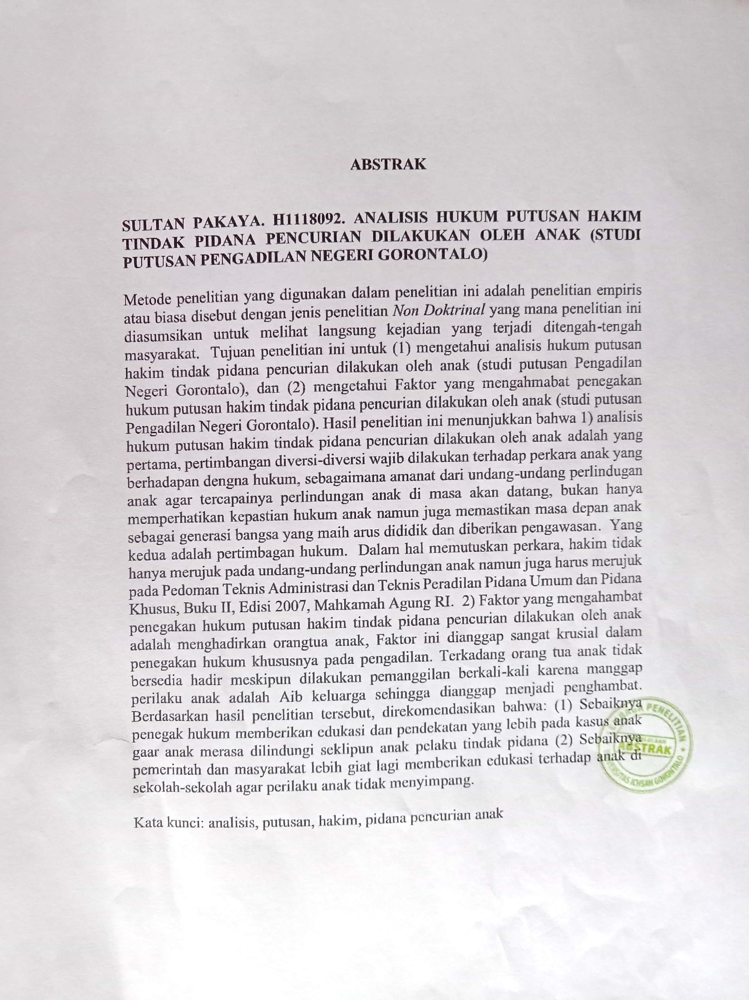 ABSTRAK
SULTAN PAKAYA. H1118092. ANALISIS HUKUM PUTUSAN HAKIM
TINDAK PIDANA PENCURIAN DILAKUKAN OLEH ANAK (STUDI
PUTUSAN PENGADILAN NEGERI GORONTALO)
Metode penelitian yang digunakan dalam penelitian ini adalah penelitian empiris
atau biasa disebut dengan jenis penelitian Non Doktrinal yang mana penelitian ini
diasumsikan untuk melihat langsung kejadian yang terjadi ditengah-tengah
masyarakat. Tujuan penelitian ini untuk (1) mengetahui analisis hukum putusan
hakim tindak pidana pencurian dilakukan oleh anak (studi putusan Pengadilan
Negeri Gorontalo), dan (2) mengetahui Faktor yang mengahmabat penegakan
hukum putusan hakim tindak pidana pencurian dilakukan oleh anak (studi putusan
Pengadilan Negeri Gorontalo). Hasil penelitian ini menunjukkan bahwa 1) analisis
hukum putusan hakim tindak pidana pencurian dilakukan oleh anak adalah yang
pertama, pertimbangan diversi-diversi wajib dilakukan terhadap perkara anak yang
berhadapan dengna hukum, sebagaimana amanat dari undang-undang perlindugan
anak agar tercapainya perlindungan anak di masa akan datang, bukan hanya
memperhatikan kepastian hukum anak namun juga memastikan masa depan anak
sebagai generasi bangsa yang maih arus dididik dan diberikan pengawasan. Yang
kedua adalah pertimbagan hukum. Dalam hal memutuskan perkara, hakim tidak
hanya merujuk pada undang-undang perlindungan anak namun juga harus merujuk
pada Pedoman Teknis Administrasi dan Teknis Peradilan Pidana Umum dan Pidana
Khusus, Buku II, Edisi 2007, Mahkamah Agung RI. 2) Faktor yang mengahambat
penegakan hukum putusan hakim tindak pidana pencurian dilakukan oleh anak
adalah menghadirkan orangtua anak, Faktor ini dianggap sangat krusial dalam
penegakan hukum khususnya pada pengadilan. Terkadang orang tua anak tidak
bersedia hadir meskipun dilakukan pemanggilan berkali-kali karena manggap
perilaku anak adalah Aib keluarga sehingga dianggap menjadi penghambat.
Berdasarkan hasil penelitian tersebut, direkomendasikan bahwa: (1) Sebaiknya
penegak hukum memberikan edukasi dan pendekatan yang lebih pada kasus anak
gaar anak merasa dilindungi seklipun anak pelaku tindak pidana (2) Sebaiknya
pemerintah dan masyarakat lebih giat lagi memberikan edukasi terhadap anak di
sekolah-sekolah agar perilaku anak tidak menyimpang.
PENELITIAN
ABSTRAK
ICHSAN GORONTALO
Kata kunci: analisis, putusan, hakim, pidana pencurian anak